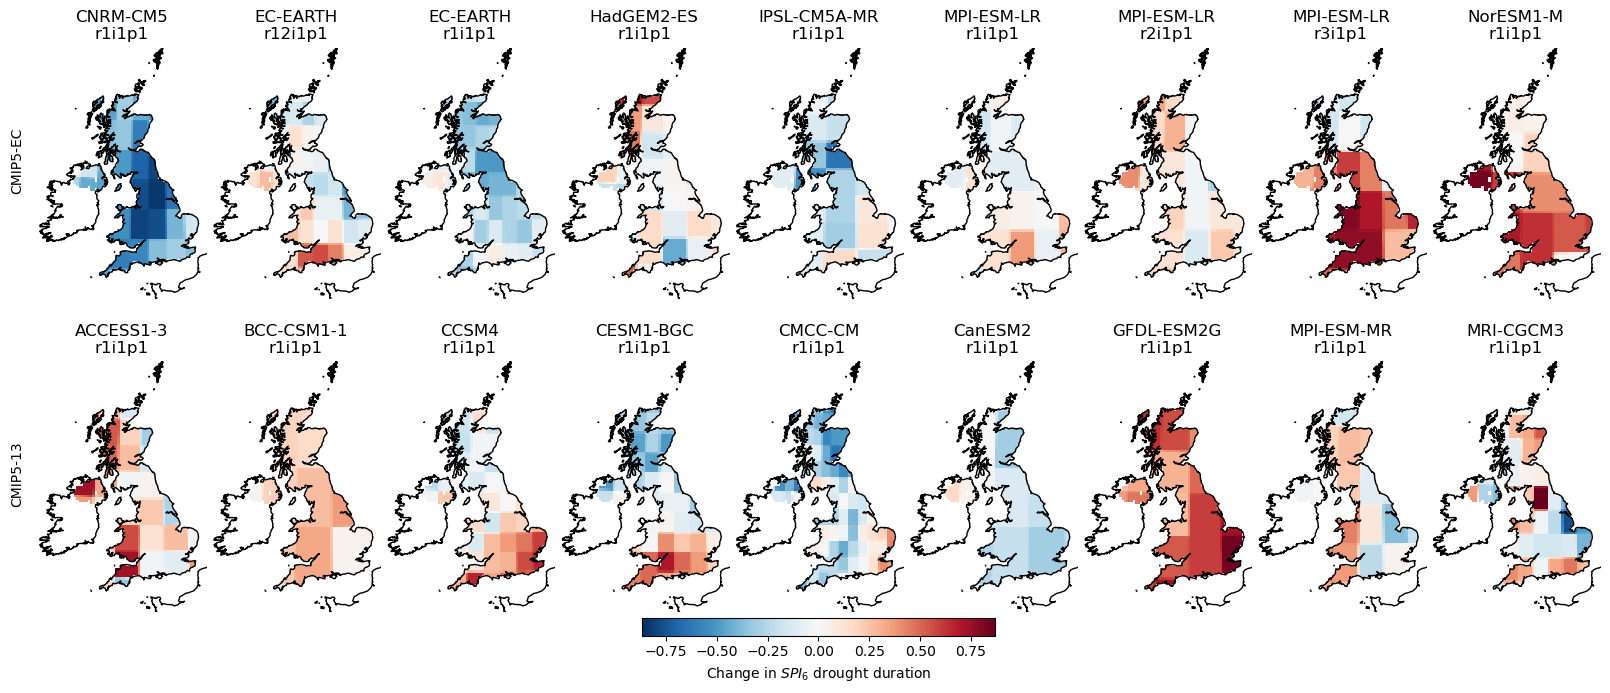 CNRM-CM5 EC-EARTH EC-EARTH HadGEM2-ES IPSL-CM5A-MR MPI-ESM-LR MPI-ESM-LR MPI-ESM-LR NorESM1-M
r1i1p1 r12i1p1 r1i1p1 r1i1p1 r1i1p1 r1i1p1 r2i1p1 r3i1p1 r1i1p1
CMIP5-EC
ACCESS1-3 BCC-CSM1-1 CCSM4 CESM1-BGC CMCC-CM CanESM2 GFDL-ESM2G MPI-ESM-MR MRI-CGCM3
r1i1p1 r1i1p1 r1i1p1 r1i1p1 r1i1p1 r1i1p1 r1i1p1 r1i1p1 r1i1p1
CMIP5-13
−0.75 −0.50 −0.25 0.00 0.25 0.50 0.75
Change in SPI₆ drought duration